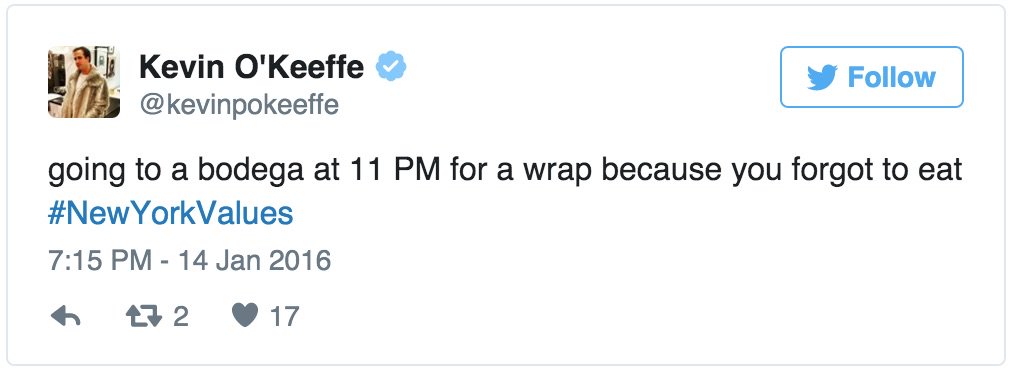 Kevin O'Keeffe
@kevinpokeeffe
Follow
going to a bodega at 11 PM for a wrap because you forgot to eat
#NewYorkValues
7:15 PM - 14 Jan 2016
2 17